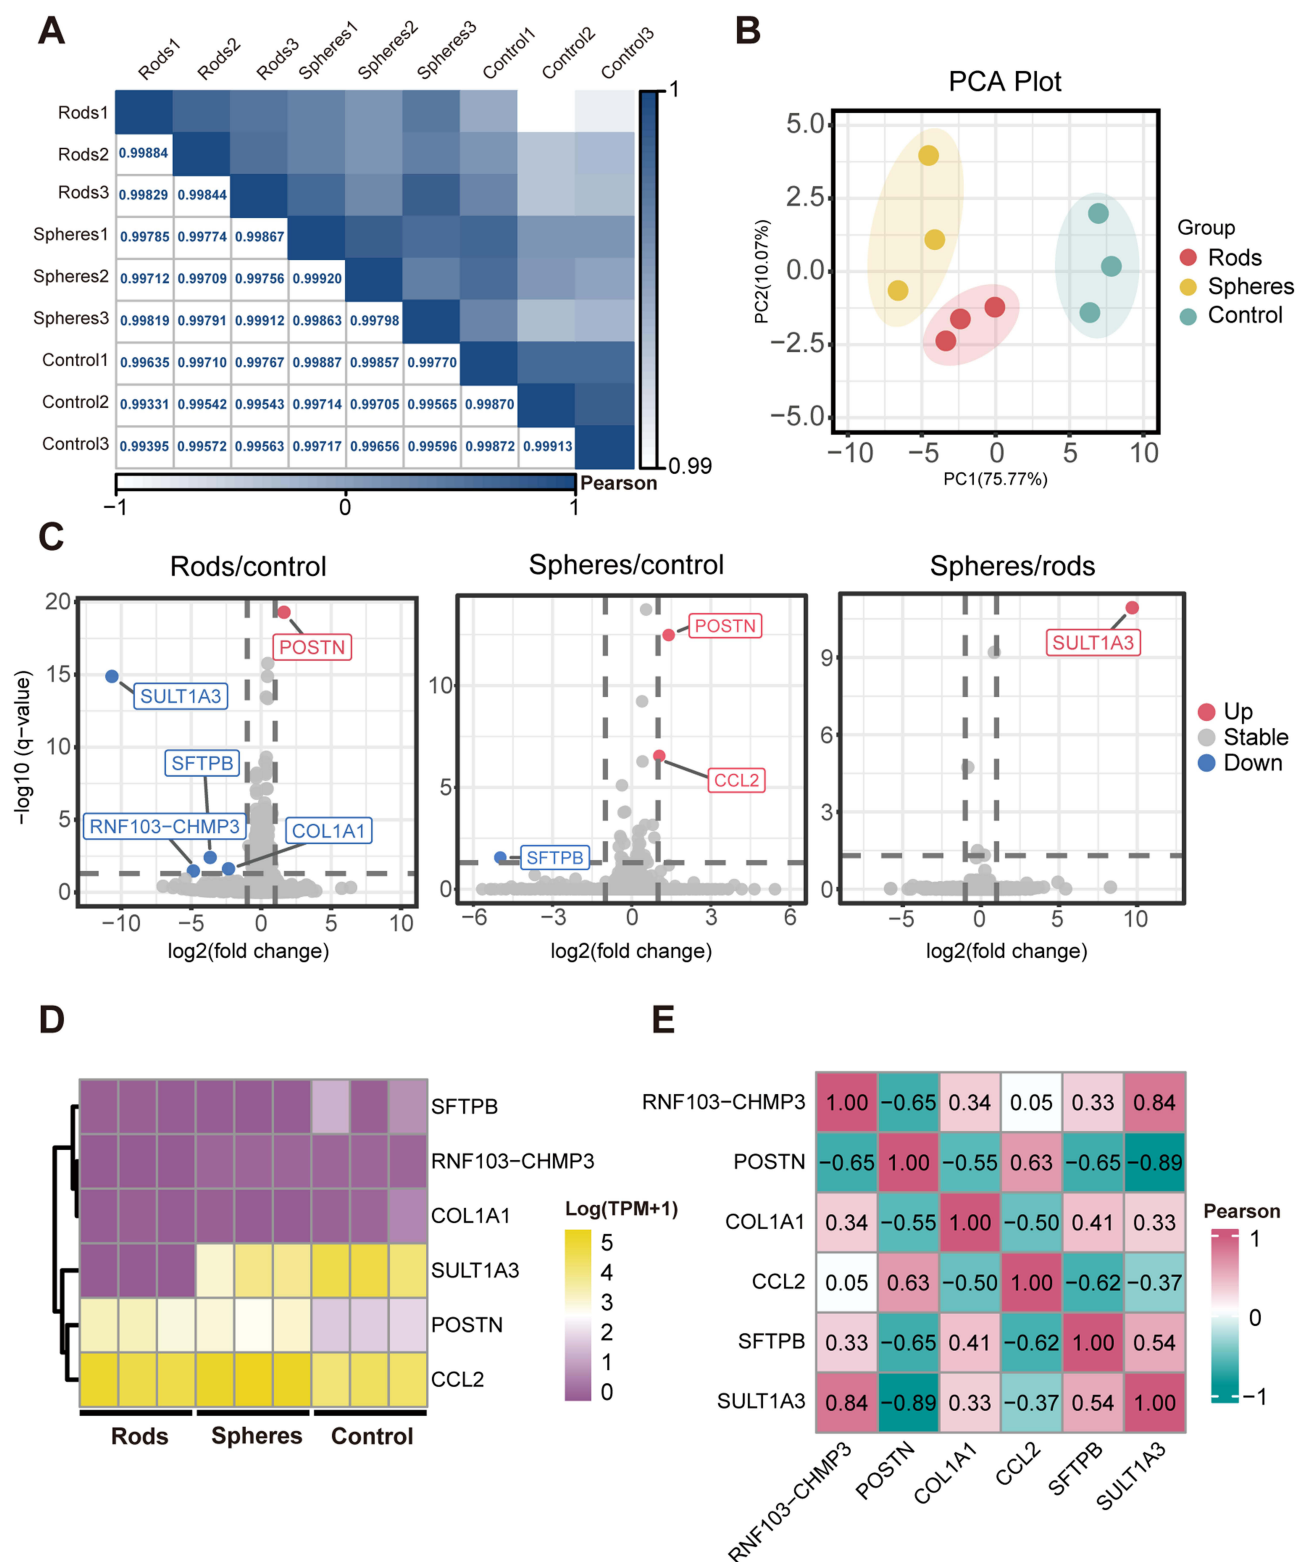 A
Rods1 Rods2 Rods3 Spheres1 Spheres2 Spheres3 Control1 Control2 Control3
Rods1
Rods2 0.99884
Rods3 0.99829 0.99844
Spheres1 0.99785 0.99774 0.99867
Spheres2 0.99712 0.99709 0.99756 0.99920
Spheres3 0.99819 0.99791 0.99912 0.99863 0.99798
Control1 0.99635 0.99710 0.99767 0.99887 0.99857 0.99770
Control2 0.99331 0.99542 0.99543 0.99714 0.99705 0.99565 0.99870
Control3 0.99395 0.99572 0.99563 0.99717 0.99656 0.99596 0.99872 0.99913
1
0.99
Pearson
−1 0 1
B
PCA Plot
PC2(10.07%)
5.0
2.5
0.0
−2.5
−5.0
−10 −5 0 5 10
PC1(75.77%)
Group
Rods
Spheres
Control
C
Rods/control
−log10 (q−value)
20
15
10
5
0
POSTN
SULT1A3
SFTPB
RNF103−CHMP3
COL1A1
−10 −5 0 5 10
log2(fold change)
Spheres/control
10
5
0
POSTN
CCL2
SFTPB
−6 −3 0 3 6
log2(fold change)
Spheres/rods
9
6
3
0
SULT1A3
−5 0 5 10
log2(fold change)
Up
Stable
Down
D
SFTPB
RNF103−CHMP3
COL1A1
SULT1A3
POSTN
CCL2
Rods Spheres Control
Log(TPM+1)
5
4
3
2
1
0
E
RNF103−CHMP3 1.00 −0.65 0.34 0.05 0.33 0.84
POSTN −0.65 1.00 −0.55 0.63 −0.65 −0.89
COL1A1 0.34 −0.55 1.00 −0.50 0.41 0.33
CCL2 0.05 0.63 −0.50 1.00 −0.62 −0.37
SFTPB 0.33 −0.65 0.41 −0.62 1.00 0.54
SULT1A3 0.84 −0.89 0.33 −0.37 0.54 1.00
RNF103−CHMP3 POSTN COL1A1 CCL2 SFTPB SULT1A3
Pearson
1
0
−1